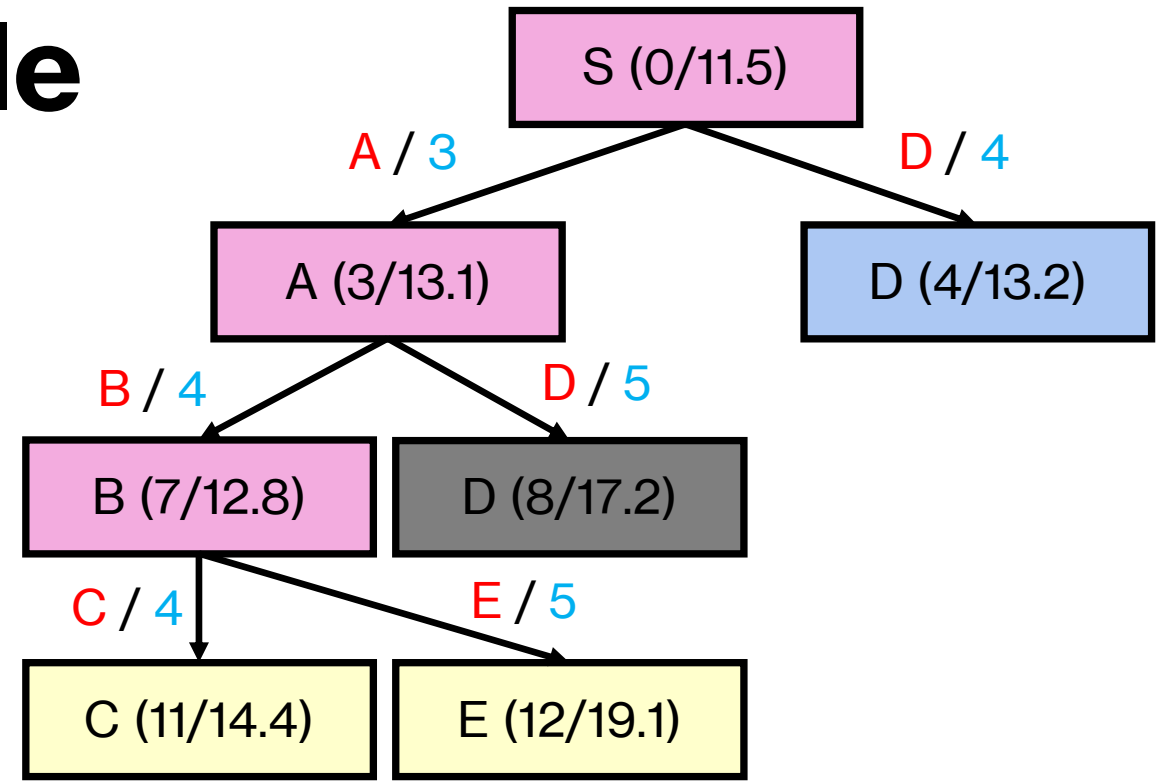 le
S (0/11.5)
A / 3
D / 4
A (3/13.1)
D (4/13.2)
B / 4
D / 5
B (7/12.8)
D (8/17.2)
C / 4
E / 5
C (11/14.4)
E (12/19.1)